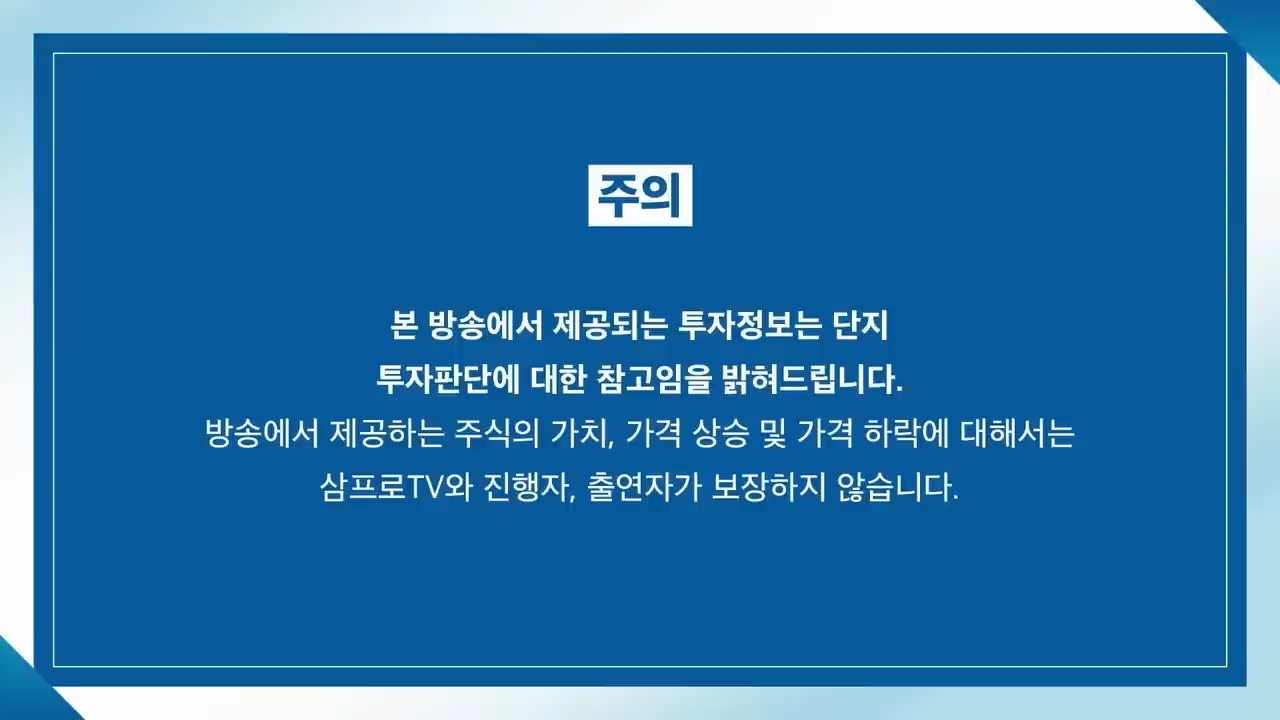 주의
본 방송에서 제공되는 투자정보는 단지
투자판단에 대한 참고임을 밝혀드립니다.
방송에서 제공하는 주식의 가치, 가격 상승 및 가격 하락에 대해서는
삼프로TV와 진행자, 출연자가 보장하지 않습니다.